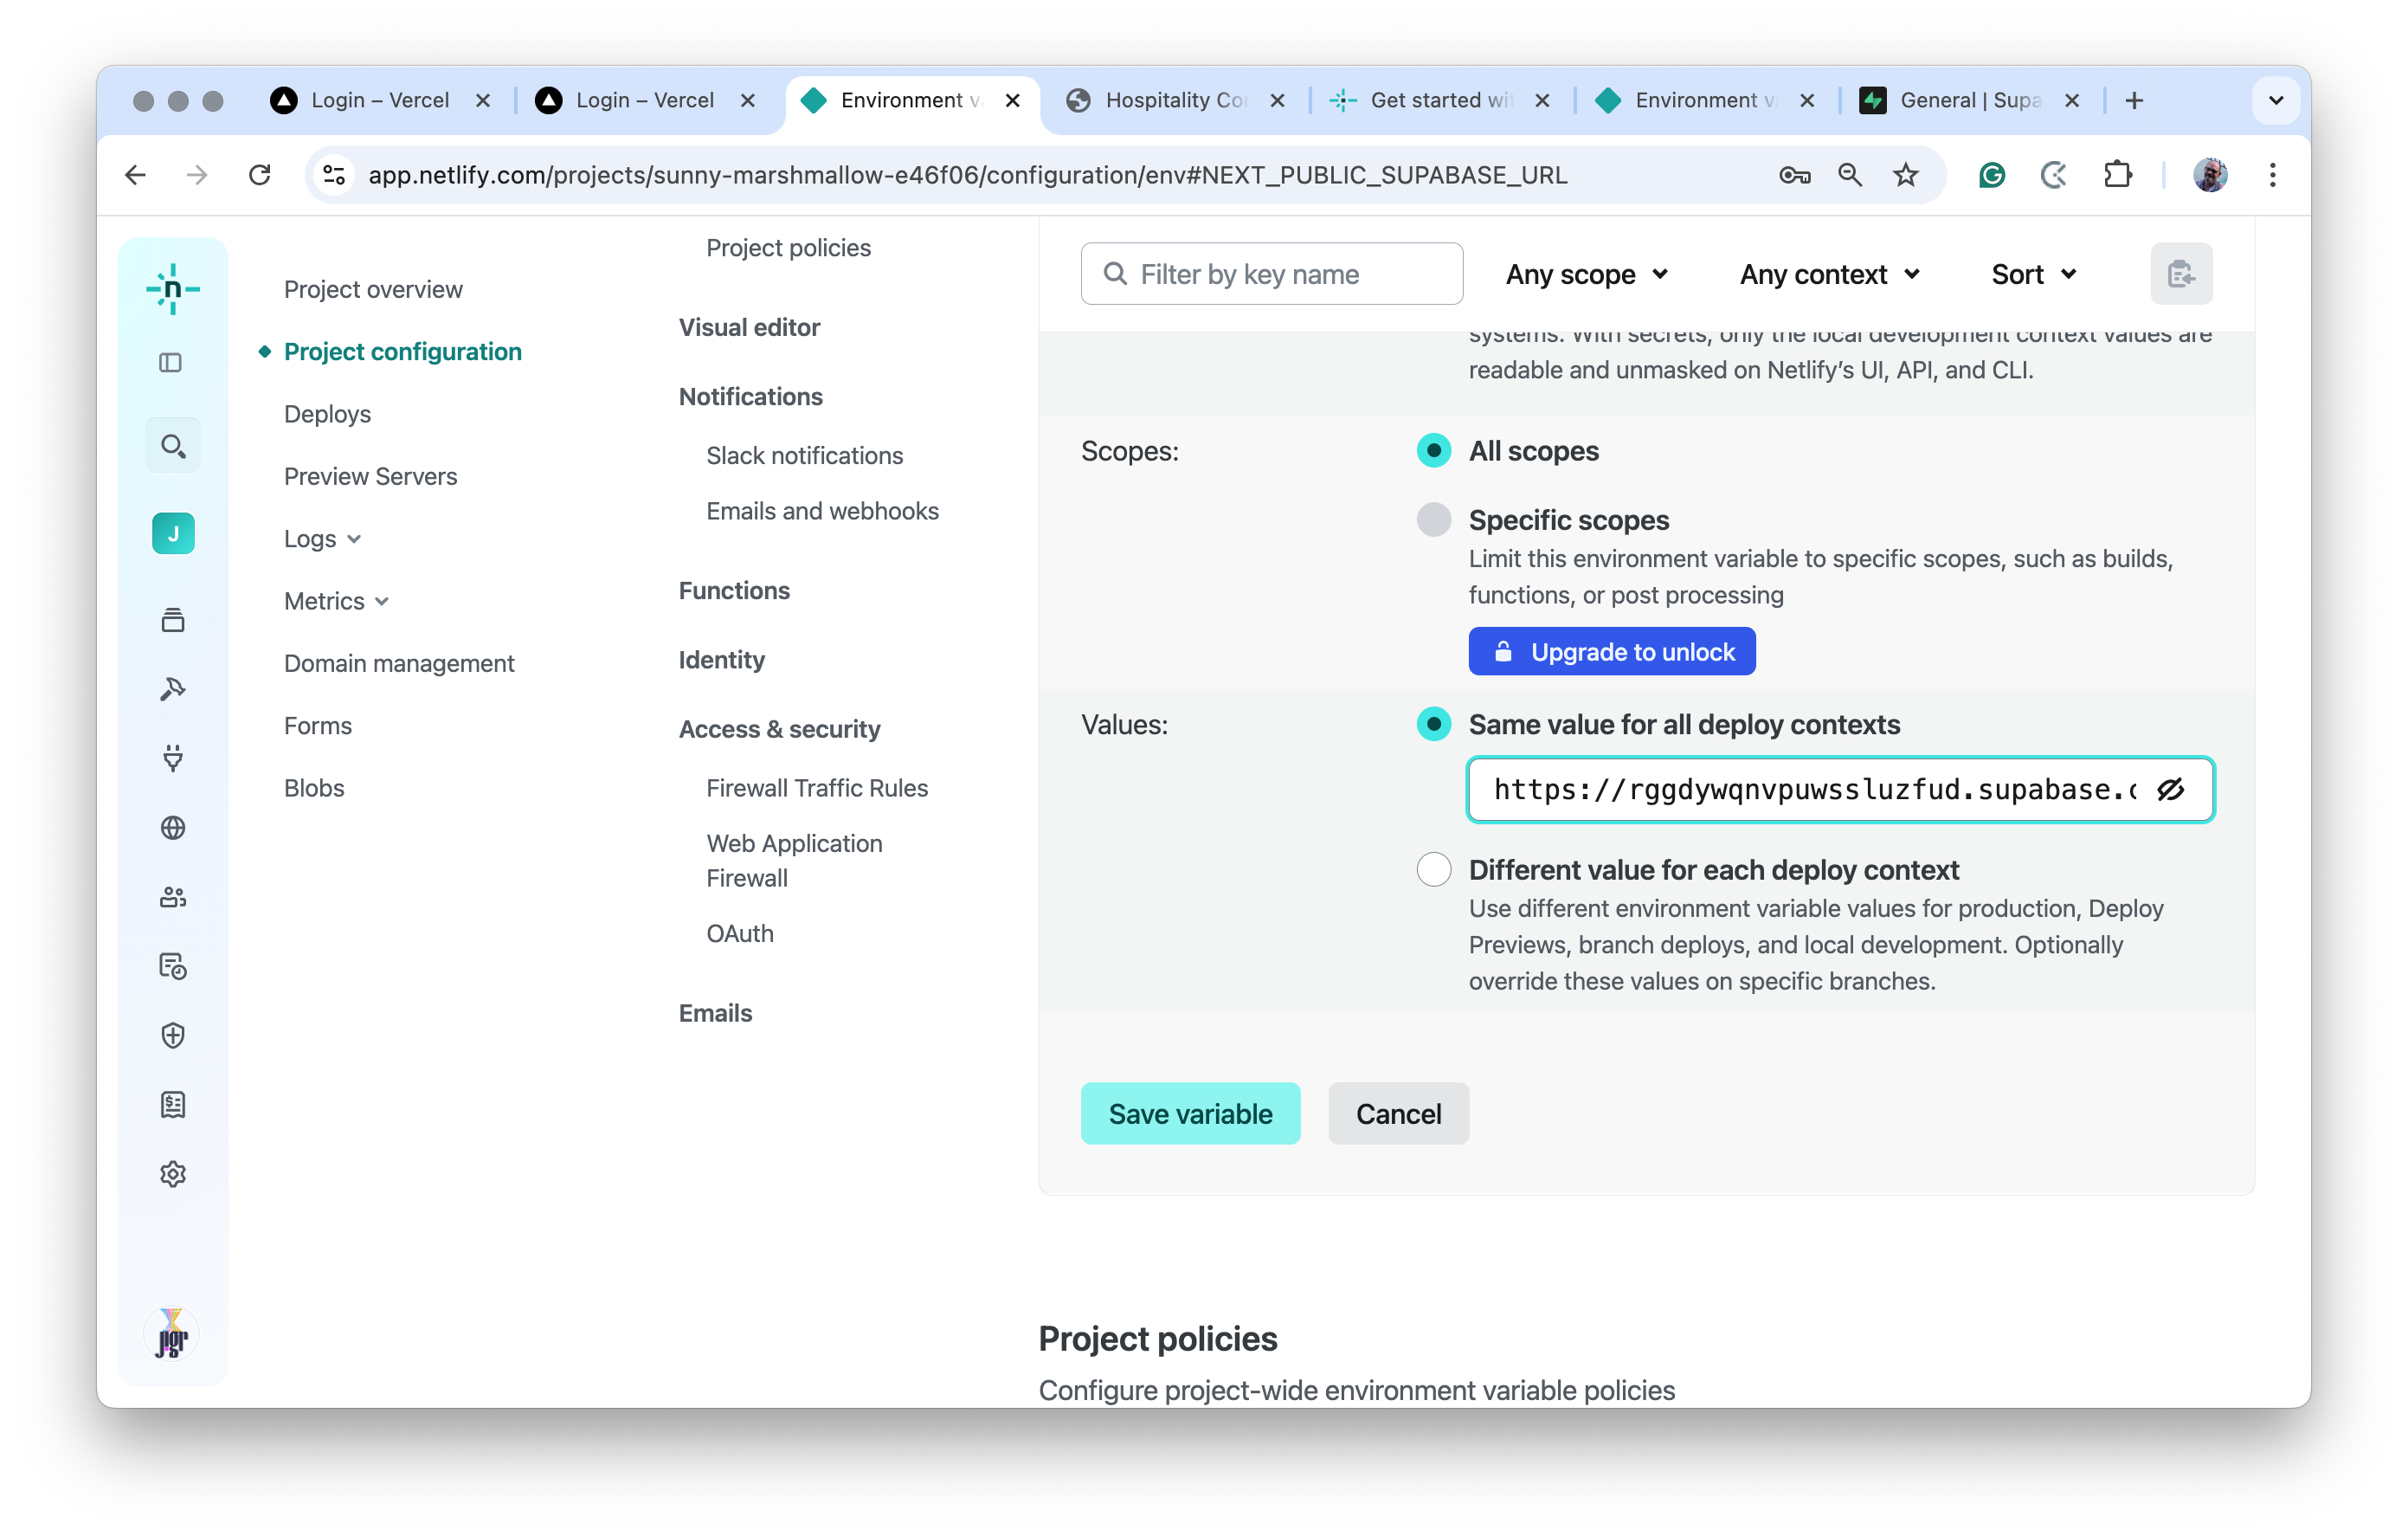 Login – Vercel
Login – Vercel
Environment v
Hospitality Co
Get started wi
Environment v
General | Supa
app.netlify.com/projects/sunny-marshmallow-e46f06/configuration/env#NEXT_PUBLIC_SUPABASE_URL
n
J
jigr
Project overview
Project configuration
Deploys
Preview Servers
Logs
Metrics
Domain management
Forms
Blobs
Project policies
Visual editor
Notifications
Slack notifications
Emails and webhooks
Functions
Identity
Access & security
Firewall Traffic Rules
Web Application
Firewall
OAuth
Emails
Filter by key name
Any scope
Any context
Sort
systems. With secrets, only the local development context values are
readable and unmasked on Netlify’s UI, API, and CLI.
Scopes:
All scopes
Specific scopes
Limit this environment variable to specific scopes, such as builds,
functions, or post processing
Upgrade to unlock
Values:
Same value for all deploy contexts
https://rggdywqnvpuwssluzfud.supabase.c
Different value for each deploy context
Use different environment variable values for production, Deploy
Previews, branch deploys, and local development. Optionally
override these values on specific branches.
Save variable
Cancel
Project policies
Configure project-wide environment variable policies